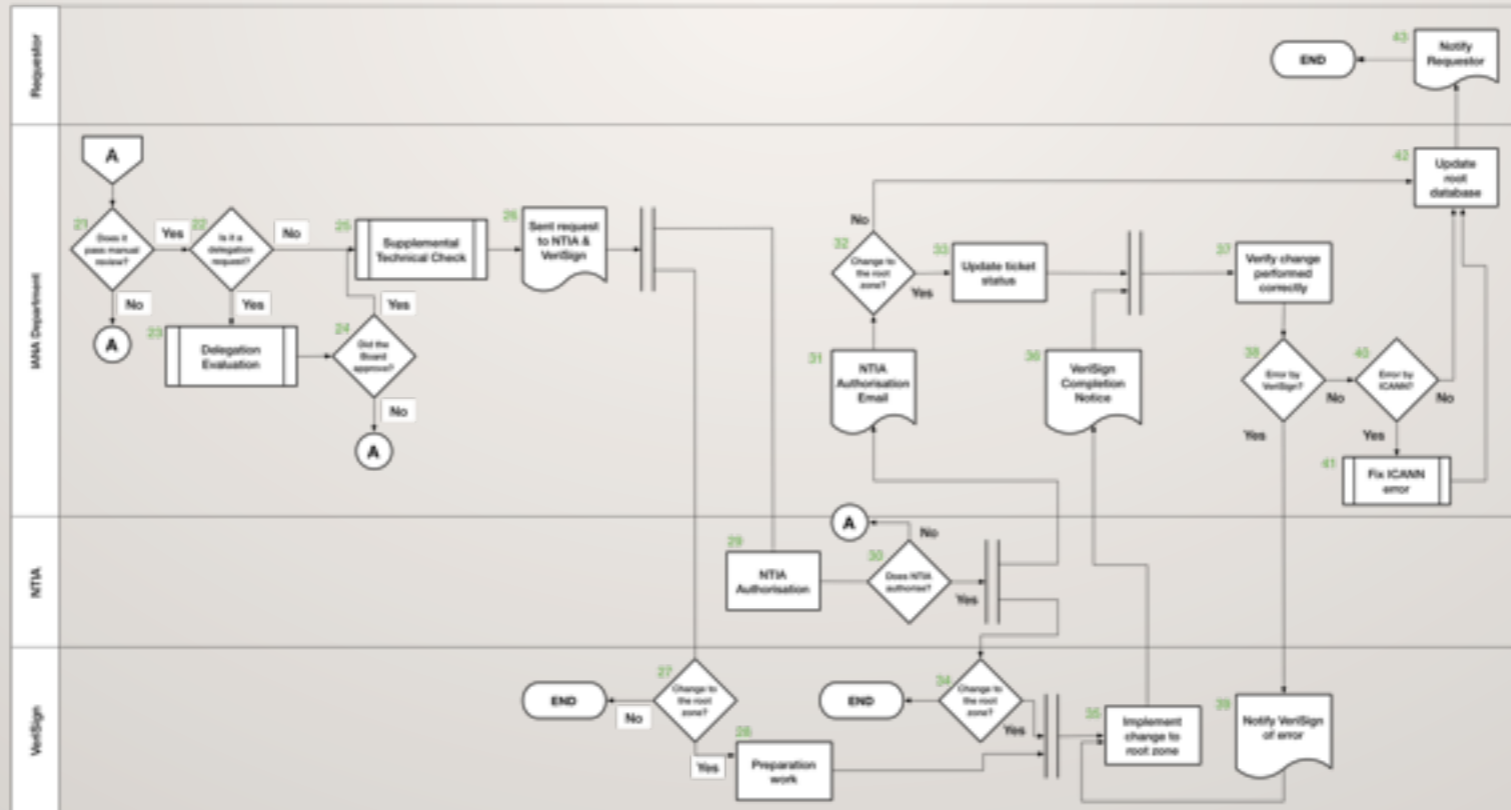 Requestor
END
43
Notify
Requestor
IANA Department
A
21
Does it
pass manual
review?
Yes
No
A
22
Is it a
delegation
request?
No
Yes
23
Delegation
Evaluation
24
Did the
Board
approve?
Yes
No
A
25
Supplemental
Technical Check
26
Sent request
to NTIA &
VeriSign
No
32
Change to
the root
zone?
Yes
33
Update ticket
status
31
NTIA
Authorisation
Email
36
VeriSign
Completion
Notice
37
Verify change
performed
correctly
38
Error by
VeriSign?
No
Yes
40
Error by
ICANN?
No
Yes
41
Fix ICANN
error
42
Update
root
database
NTIA
29
NTIA
Authorisation
A
No
30
Does NTIA
authorise?
Yes
VeriSign
END
No
27
Change to
the root
zone?
Yes
28
Preparation
work
END
34
Change to
the root
zone?
Yes
35
Implement
change to
root zone
39
Notify VeriSign
of error